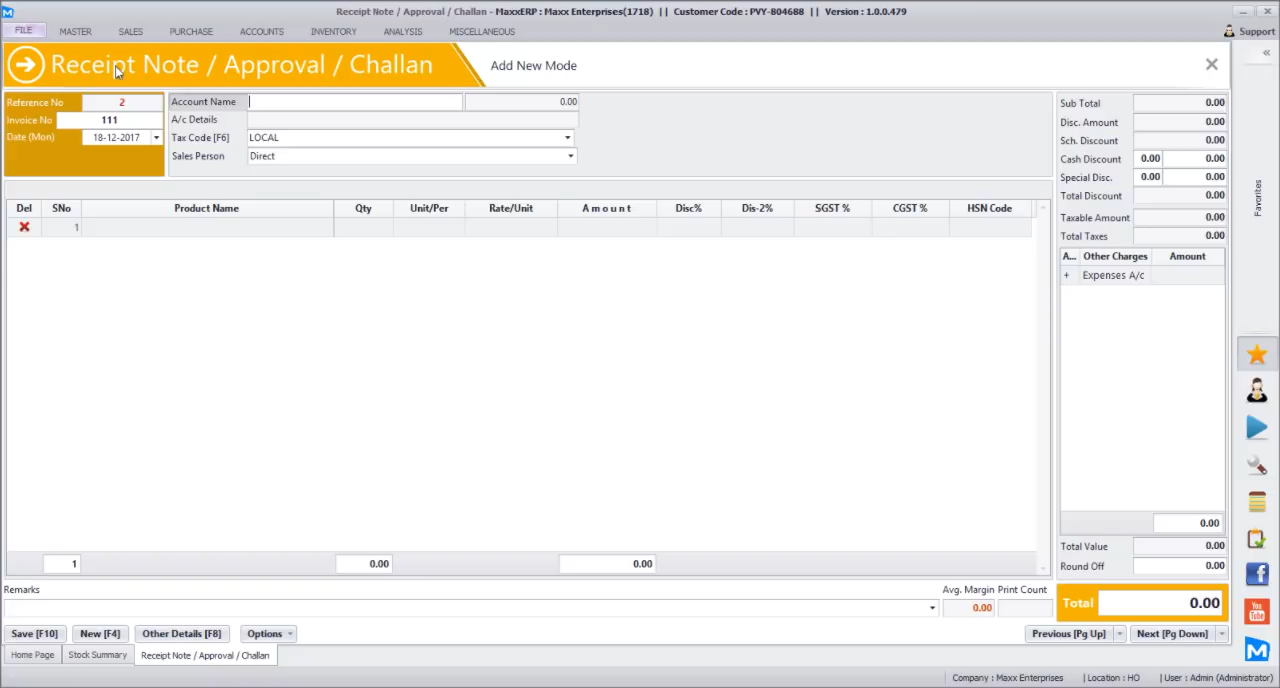 Receipt Note / Approval / Challan - MaxxERP : Maxx Enterprises(1718) || Customer Code : PVY-804688 || Version : 1.0.0.479
FILE MASTER SALES PURCHASE ACCOUNTS INVENTORY ANALYSIS MISCELLANEOUS Support
Receipt Note / Approval / Challan Add New Mode
Reference No 2 Account Name 0.00
Invoice No 111 A/c Details
Date (Mon) 18-12-2017 Tax Code [F6] LOCAL
Sales Person Direct
Del SNo Product Name Qty Unit/Per Rate/Unit Amount Disc% Dis-2% SGST % CGST % HSN Code
1
1 0.00 0.00
Sub Total 0.00
Disc. Amount 0.00
Sch. Discount 0.00
Cash Discount 0.00 0.00
Special Disc. 0.00 0.00
Total Discount 0.00
Taxable Amount 0.00
Total Taxes 0.00
A... Other Charges Amount
+ Expenses A/c
0.00
Total Value 0.00
Round Off 0.00
Total 0.00
Favorites
Remarks Avg. Margin Print Count
0.00
Save [F10] New [F4] Other Details [F8] Options Previous [Pg Up] Next [Pg Down]
Home Page Stock Summary Receipt Note / Approval / Challan
Company : Maxx Enterprises | Location : HO | User : Admin (Administrator)
You
Tube